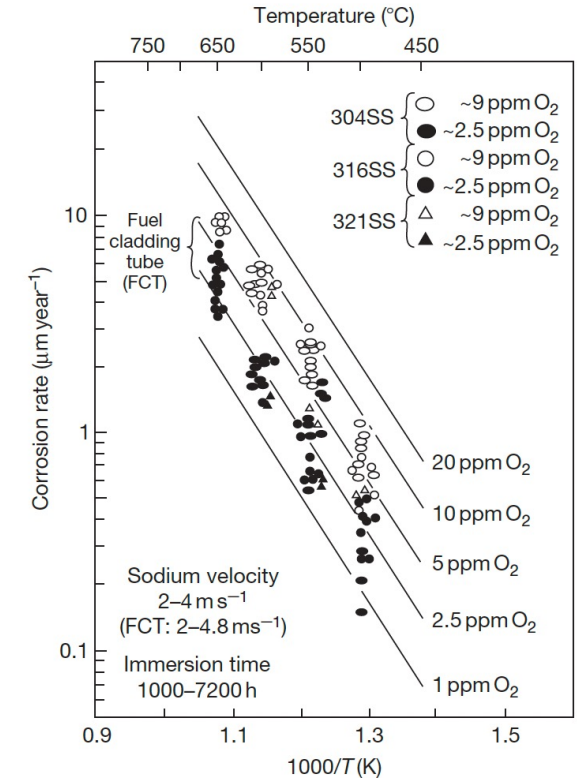 Temperature (°C)
750 650 550 450
304SS ~9 ppm O₂
~2.5 ppm O₂
316SS ~9 ppm O₂
~2.5 ppm O₂
321SS ~9 ppm O₂
~2.5 ppm O₂
Fuel
cladding
tube
(FCT)
10
1
0.1
Corrosion rate (μm year⁻¹)
20 ppm O₂
10 ppm O₂
5 ppm O₂
2.5 ppm O₂
1 ppm O₂
Sodium velocity
2–4 m s⁻¹
(FCT: 2–4.8 ms⁻¹)
Immersion time
1000–7200 h
0.9 1.1 1.3 1.5
1000/T (K)